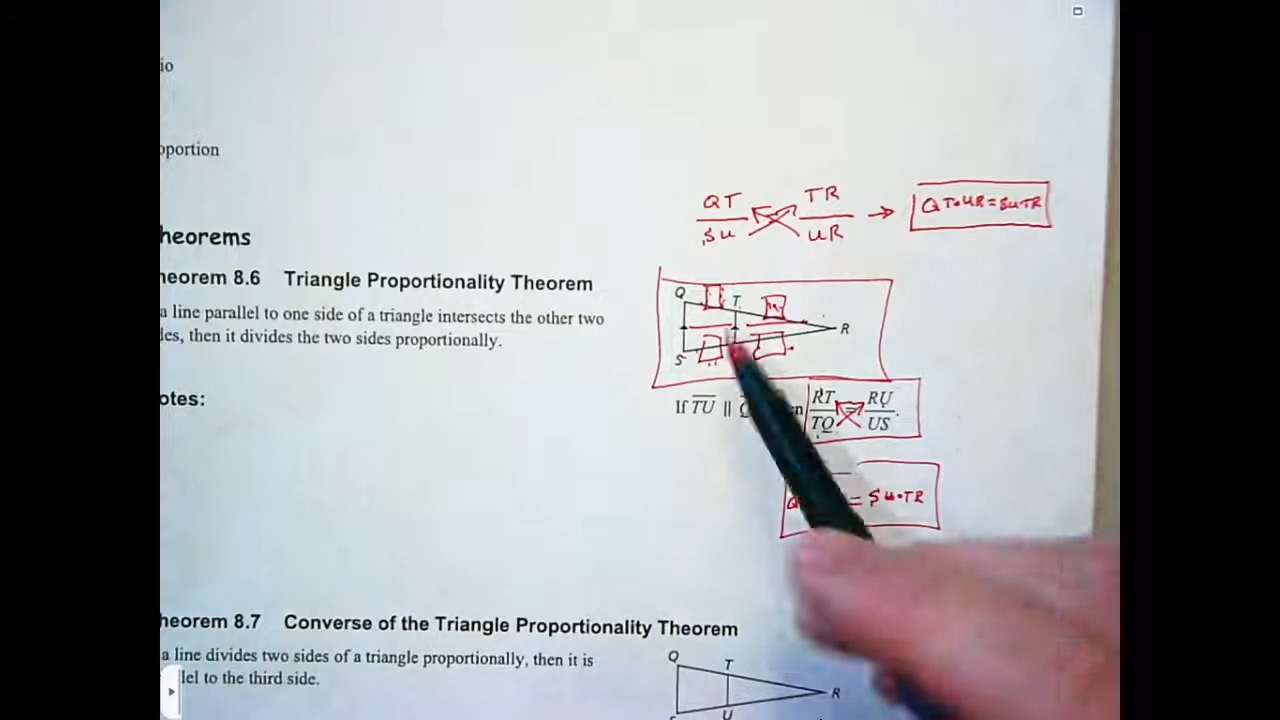 io
oportion
QT TR
SU UR
→ QT•UR=SU•TR
heorems
heorem 8.6 Triangle Proportionality Theorem
a line parallel to one side of a triangle intersects the other two
les, then it divides the two sides proportionally.
Q T R
S
otes:
If TU || n RT/TQ = RU/US.
= SU•TR
heorem 8.7 Converse of the Triangle Proportionality Theorem
a line divides two sides of a triangle proportionally, then it is
llel to the third side.
Q T R
U